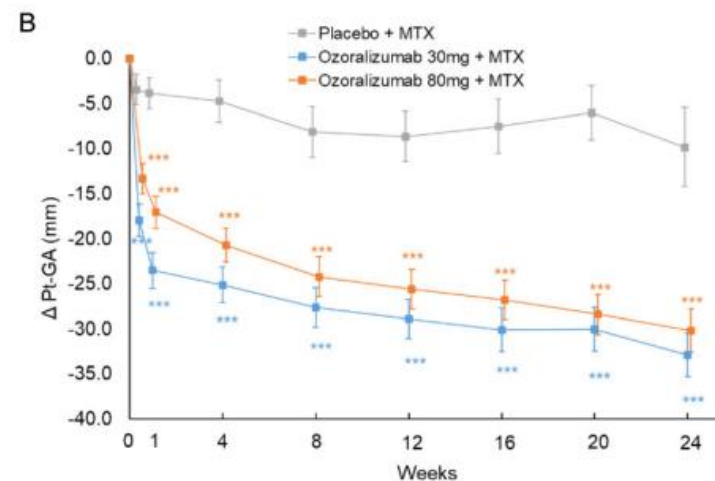 B
Placebo + MTX
Ozoralizumab 30mg + MTX
Ozoralizumab 80mg + MTX
0.0
-5.0
-10.0
-15.0
-20.0
-25.0
-30.0
-35.0
-40.0
Δ Pt-GA (mm)
***
***
*** *** *** *** *** *** ***
***
*** *** *** *** *** *** ***
0 1 4 8 12 16 20 24
Weeks